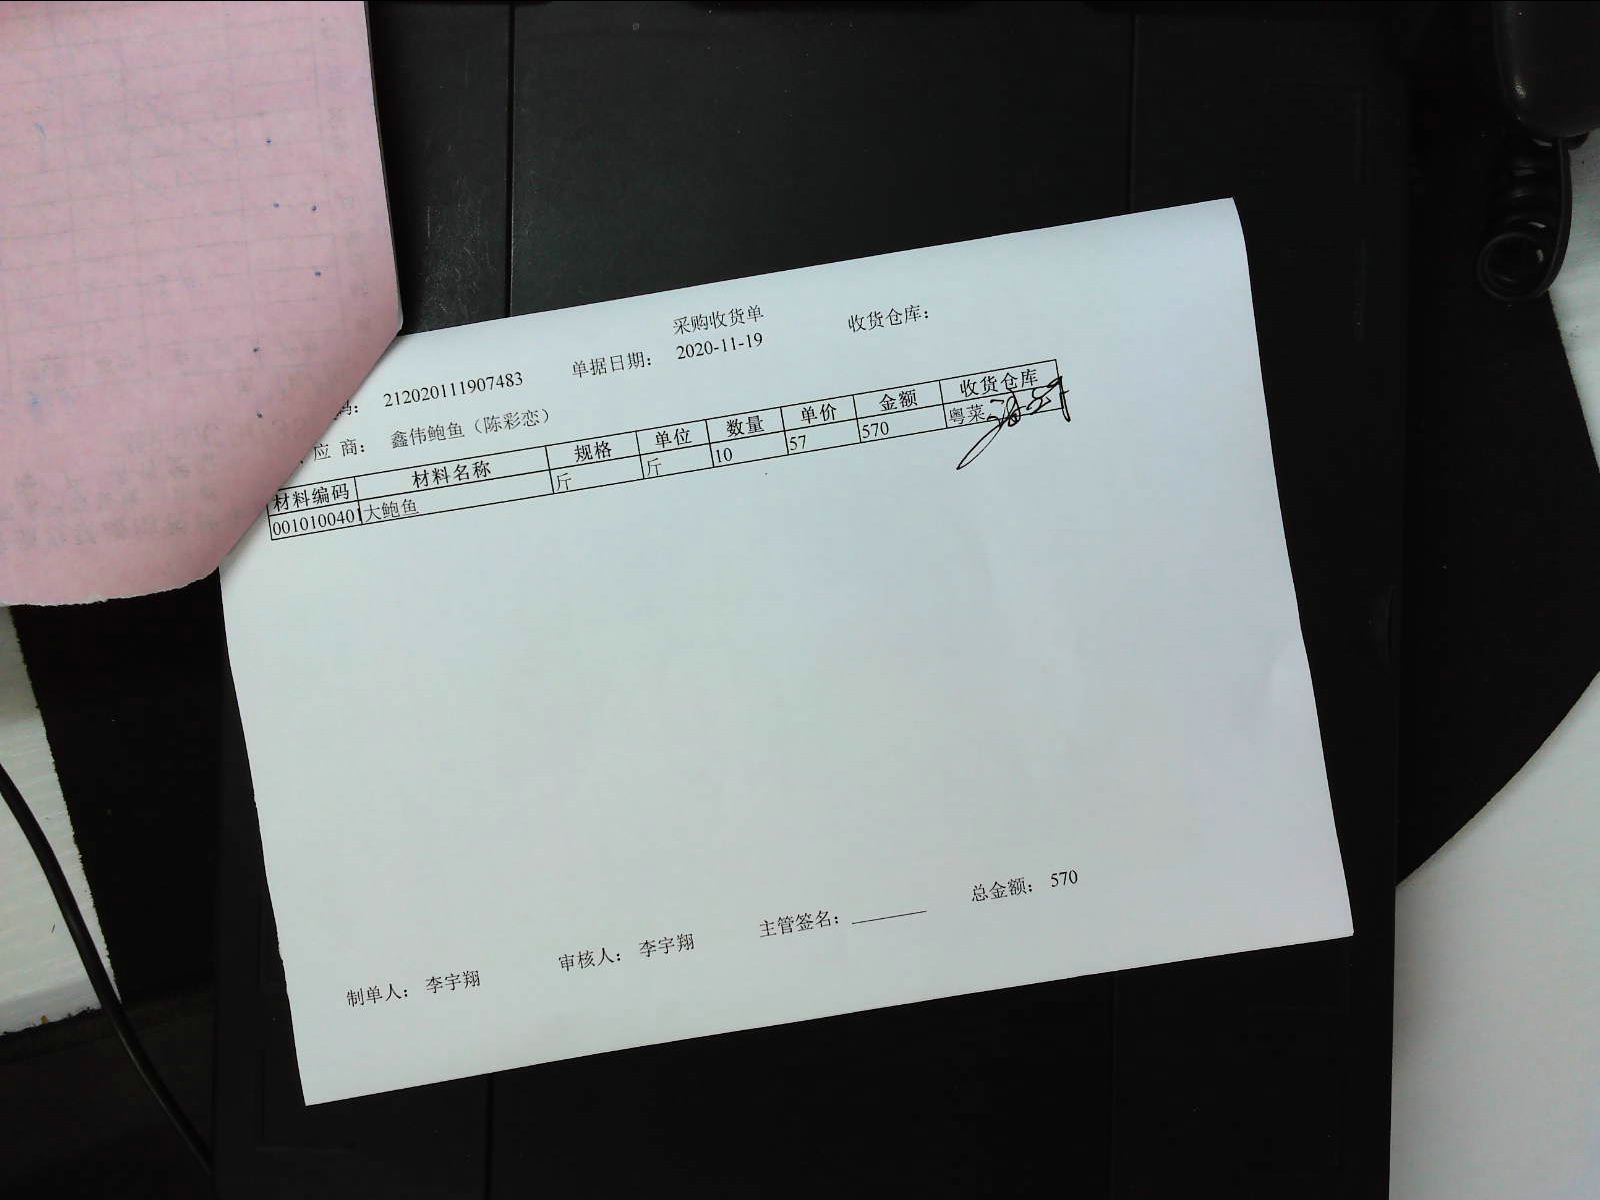 采购收货单
码： 212020111907483 单据日期： 2020-11-19 收货仓库：
应 商： 鑫伟鲍鱼（陈彩恋）
材料编码 材料名称 规格 单位 数量 单价 金额 收货仓库
001010040 大鲍鱼 斤 斤 10 57 570 粤菜
总金额： 570
制单人： 李宇翔 审核人： 李宇翔 主管签名：